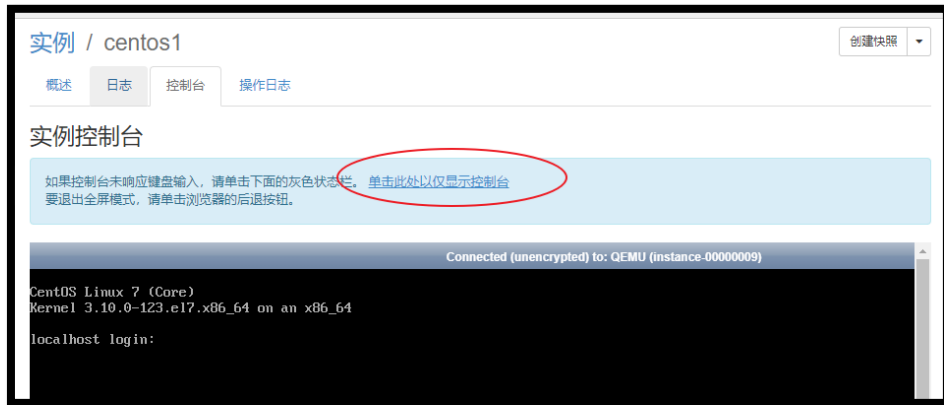 实例 / centos1
创建快照
概述 日志 控制台 操作日志
实例控制台
如果控制台未响应键盘输入，请单击下面的灰色状态栏。 单击此处以仅显示控制台
要退出全屏模式，请单击浏览器的后退按钮。
Connected (unencrypted) to: QEMU (instance-00000009)
CentOS Linux 7 (Core)
Kernel 3.10.0-123.el7.x86_64 on an x86_64
localhost login: